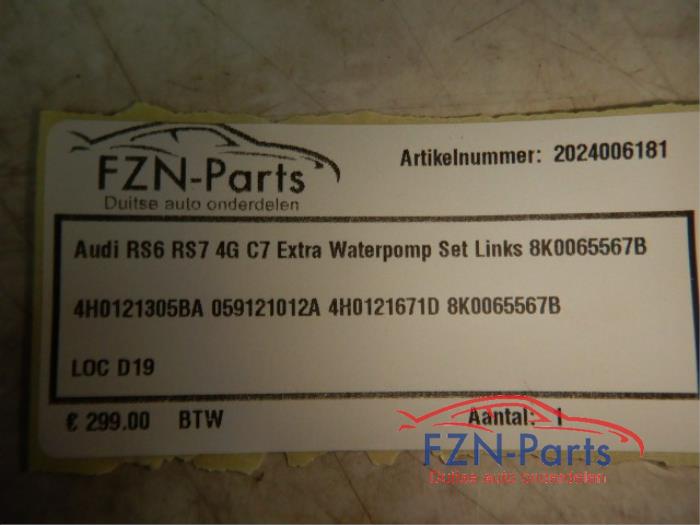 FZN-Parts
Duitse auto onderdelen
Artikelnummer: 2024006181
Audi RS6 RS7 4G C7 Extra Waterpomp Set Links 8K0065567B
4H0121305BA 059121012A 4H0121671D 8K0065567B
LOC D19
€ 299.00 BTW Aantal: 1
FZN-Parts
Duitse auto onderdelen